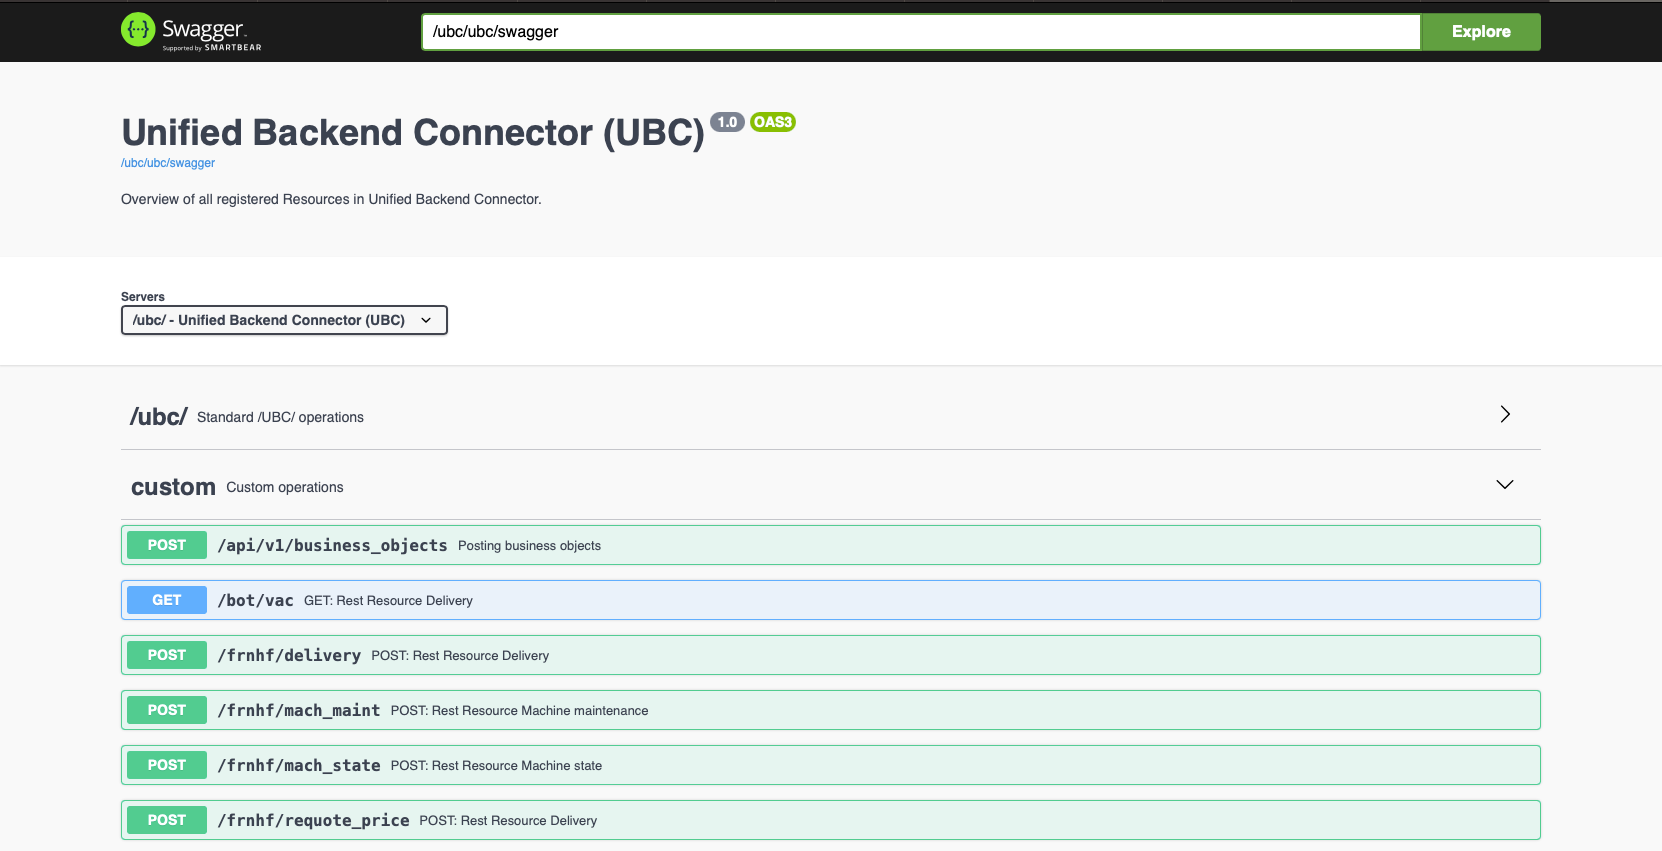 {···} Swagger.
Supported by SMARTBEAR
/ubc/ubc/swagger
Explore
Unified Backend Connector (UBC) 1.0 OAS3
/ubc/ubc/swagger
Overview of all registered Resources in Unified Backend Connector.
Servers
/ubc/ - Unified Backend Connector (UBC)
/ubc/ Standard /UBC/ operations
custom Custom operations
POST /api/v1/business_objects Posting business objects
GET /bot/vac GET: Rest Resource Delivery
POST /frnhf/delivery POST: Rest Resource Delivery
POST /frnhf/mach_maint POST: Rest Resource Machine maintenance
POST /frnhf/mach_state POST: Rest Resource Machine state
POST /frnhf/requote_price POST: Rest Resource Delivery